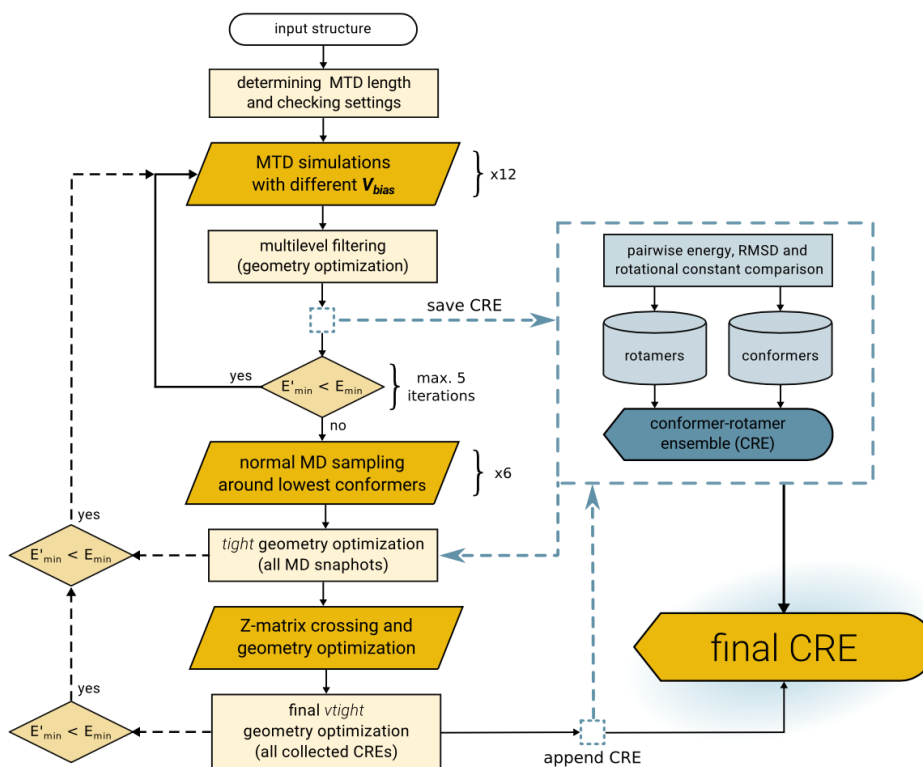 input structure
determining MTD length
and checking settings
MTD simulations
with different V_bias
x12
multilevel filtering
(geometry optimization)
save CRE
yes
E'min < Emin
max. 5
iterations
no
normal MD sampling
around lowest conformers
x6
yes
E'min < Emin
tight geometry optimization
(all MD snaphots)
Z-matrix crossing and
geometry optimization
yes
E'min < Emin
final vtight
geometry optimization
(all collected CREs)
append CRE
pairwise energy, RMSD and
rotational constant comparison
rotamers
conformers
conformer-rotamer
ensemble (CRE)
final CRE